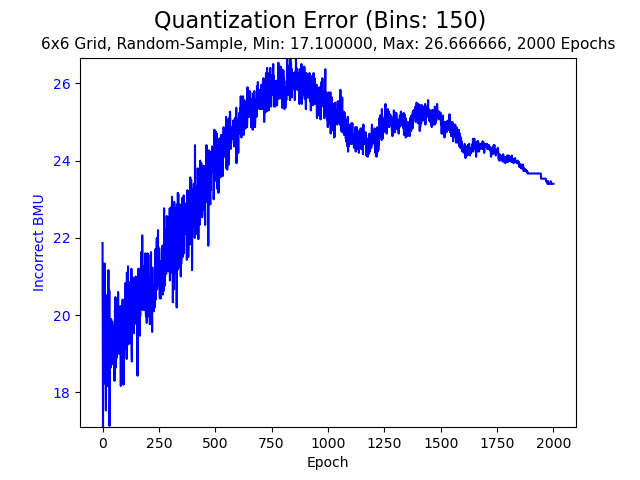 Quantization Error (Bins: 150)
6x6 Grid, Random-Sample, Min: 17.100000, Max: 26.666666, 2000 Epochs
26
24
22
20
18
Incorrect BMU
0 250 500 750 1000 1250 1500 1750 2000
Epoch